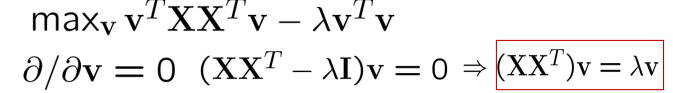 max_v v^T XX^T v − λv^T v
∂/∂v = 0 (XX^T − λI)v = 0 ⇒ (XX^T)v = λv